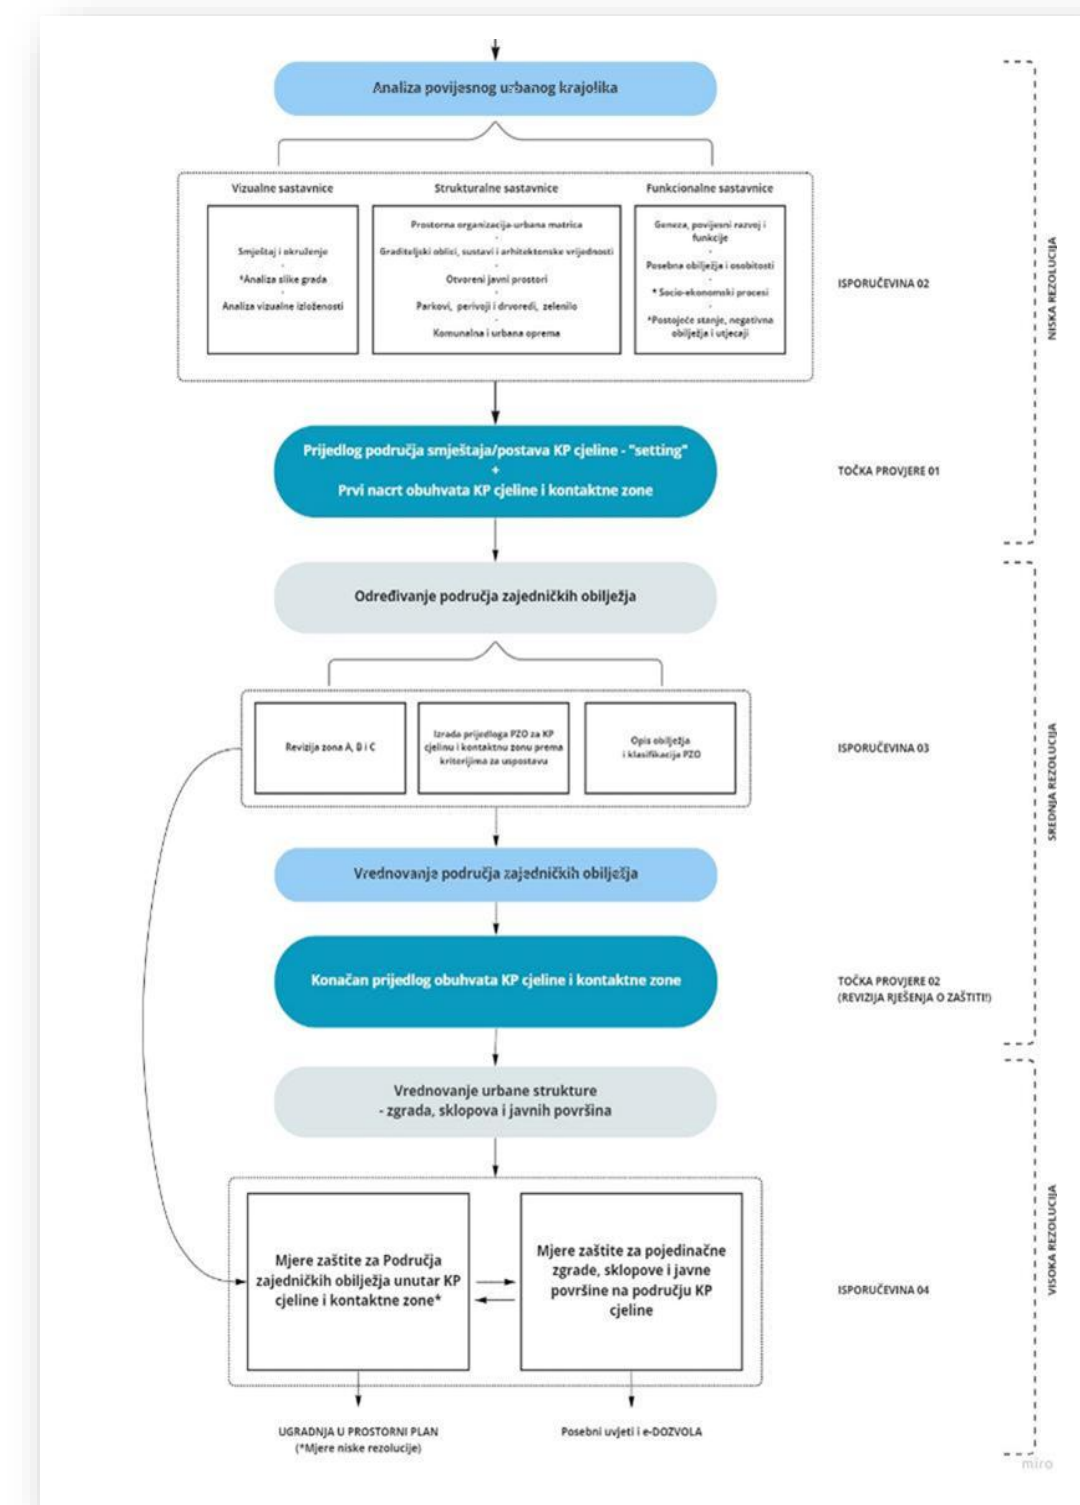 Analiza povijesnog urbanog krajolika
Vizualne sastavnice
Strukturalne sastavnice
Funkcionalne sastavnice
Smještaj i okruženje
-
*Analiza slike grada
-
Analiza vizualne izloženosti
Prostorna organizacija-urbana matrica
-
Graditeljski oblici, sustavi i arhitektonske vrijednosti
-
Otvoreni javni prostori
-
Parkovi, perivoji i drvoredi, zelenilo
-
Komunalna i urbana oprema
Geneza, povijesni razvoj i
funkcije
-
Posebna obilježja i osobitosti
-
* Socio-ekonomski procesi
-
*Postojeće stanje, negativna
obilježja i utjecaji
ISPORUČEVINA 02
NISKA REZOLUCIJA
Prijedlog područja smještaja/postava KP cjeline - "setting"
+
Prvi nacrt obuhvata KP cjeline i kontaktne zone
TOČKA PROVJERE 01
Određivanje područja zajedničkih obilježja
Revizija zona A, B i C
Izrada prijedloga PZO za KP
cjelinu i kontaktnu zonu prema
kriterijima za uspostavu
Opis obilježja
i klasifikacija PZO
ISPORUČEVINA 03
SREDNJA REZOLUCIJA
Vrednovanje područja zajedničkih obilježja
Konačan prijedlog obuhvata KP cjeline i kontaktne zone
TOČKA PROVJERE 02
(REVIZIJA RJEŠENJA O ZAŠTITI!)
Vrednovanje urbane strukture
- zgrada, sklopova i javnih površina
Mjere zaštite za Područja
zajedničkih obilježja unutar KP
cjeline i kontaktne zone*
Mjere zaštite za pojedinačne
zgrade, sklopove i javne
površine na području KP
cjeline
ISPORUČEVINA 04
VISOKA REZOLUCIJA
UGRADNJA U PROSTORNI PLAN
(*Mjere niske rezolucije)
Posebni uvjeti i e-DOZVOLA
miro